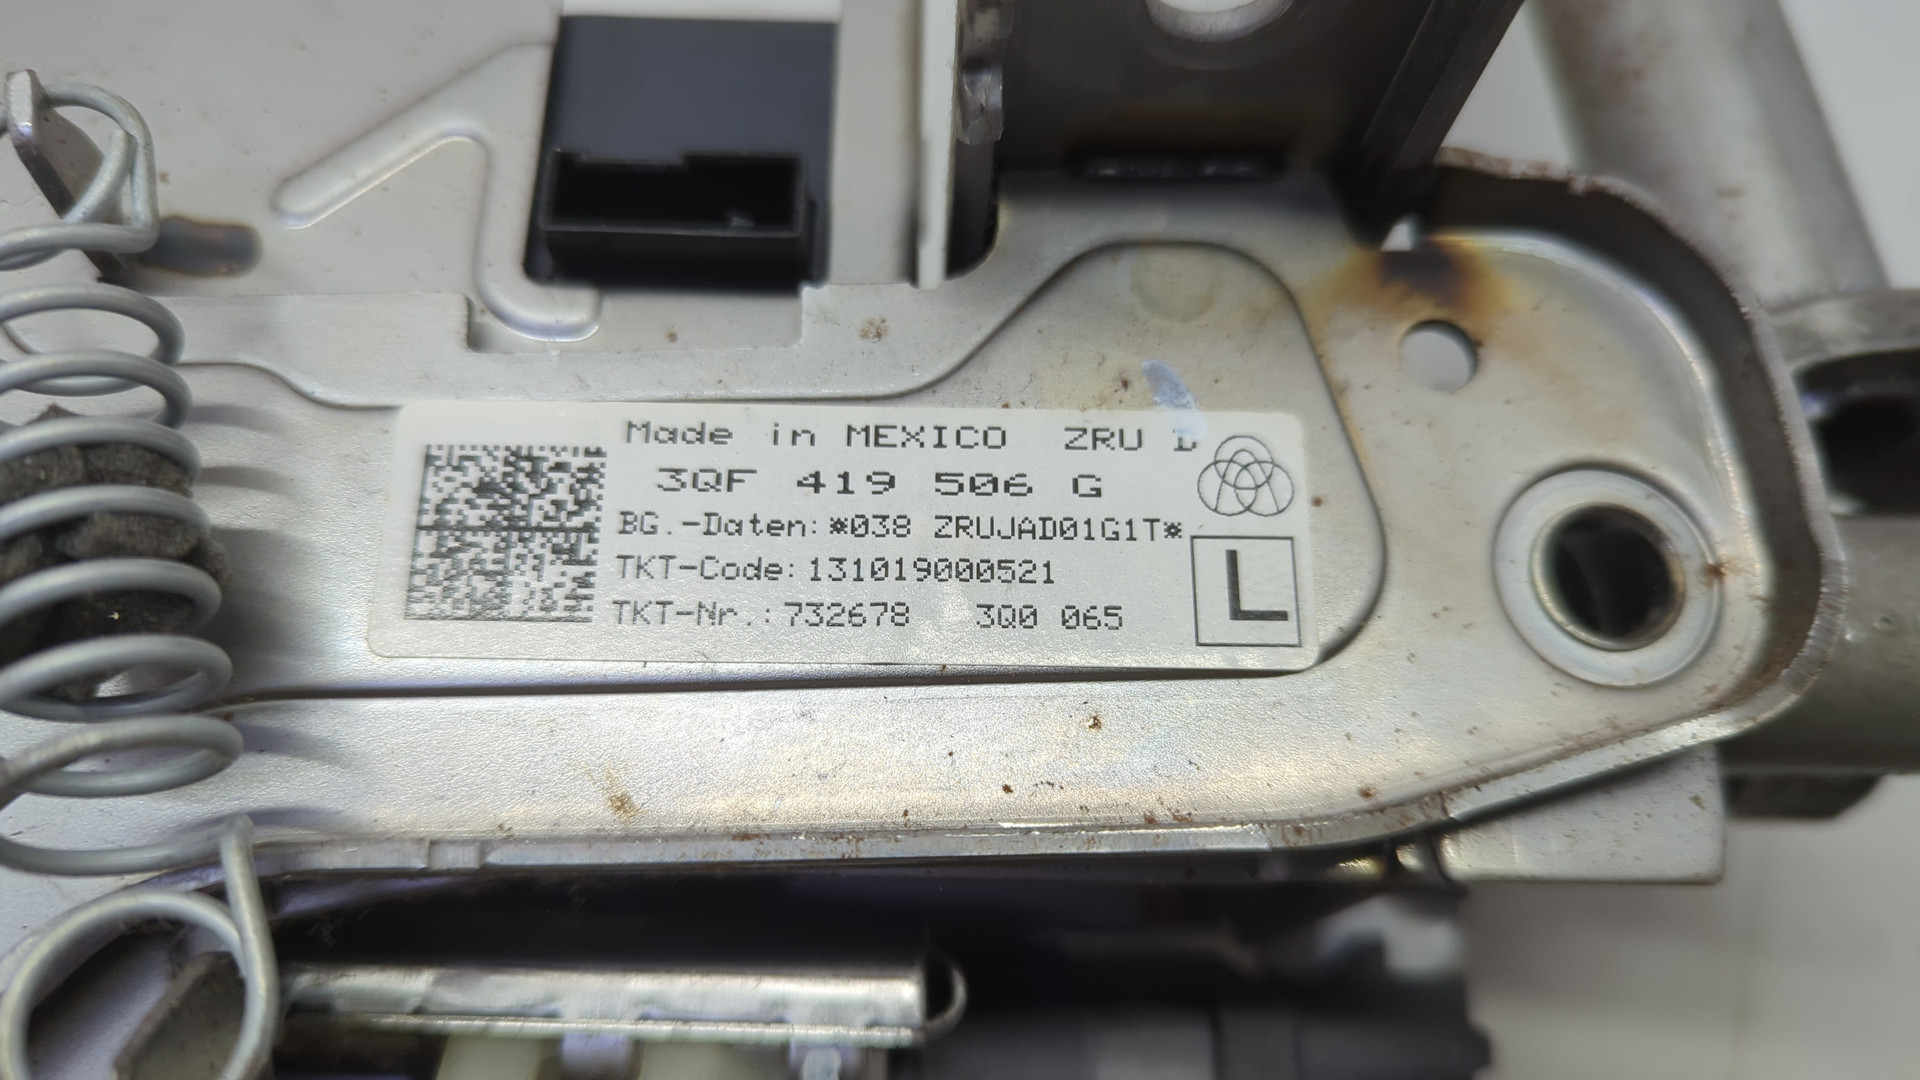 Made in MEXICO ZRU
3QF 419 506 G
BG.-Daten:*038 ZRUJAD01G1T*
TKT-Code:131019000521
TKT-Nr.:732678 3Q0 065
L